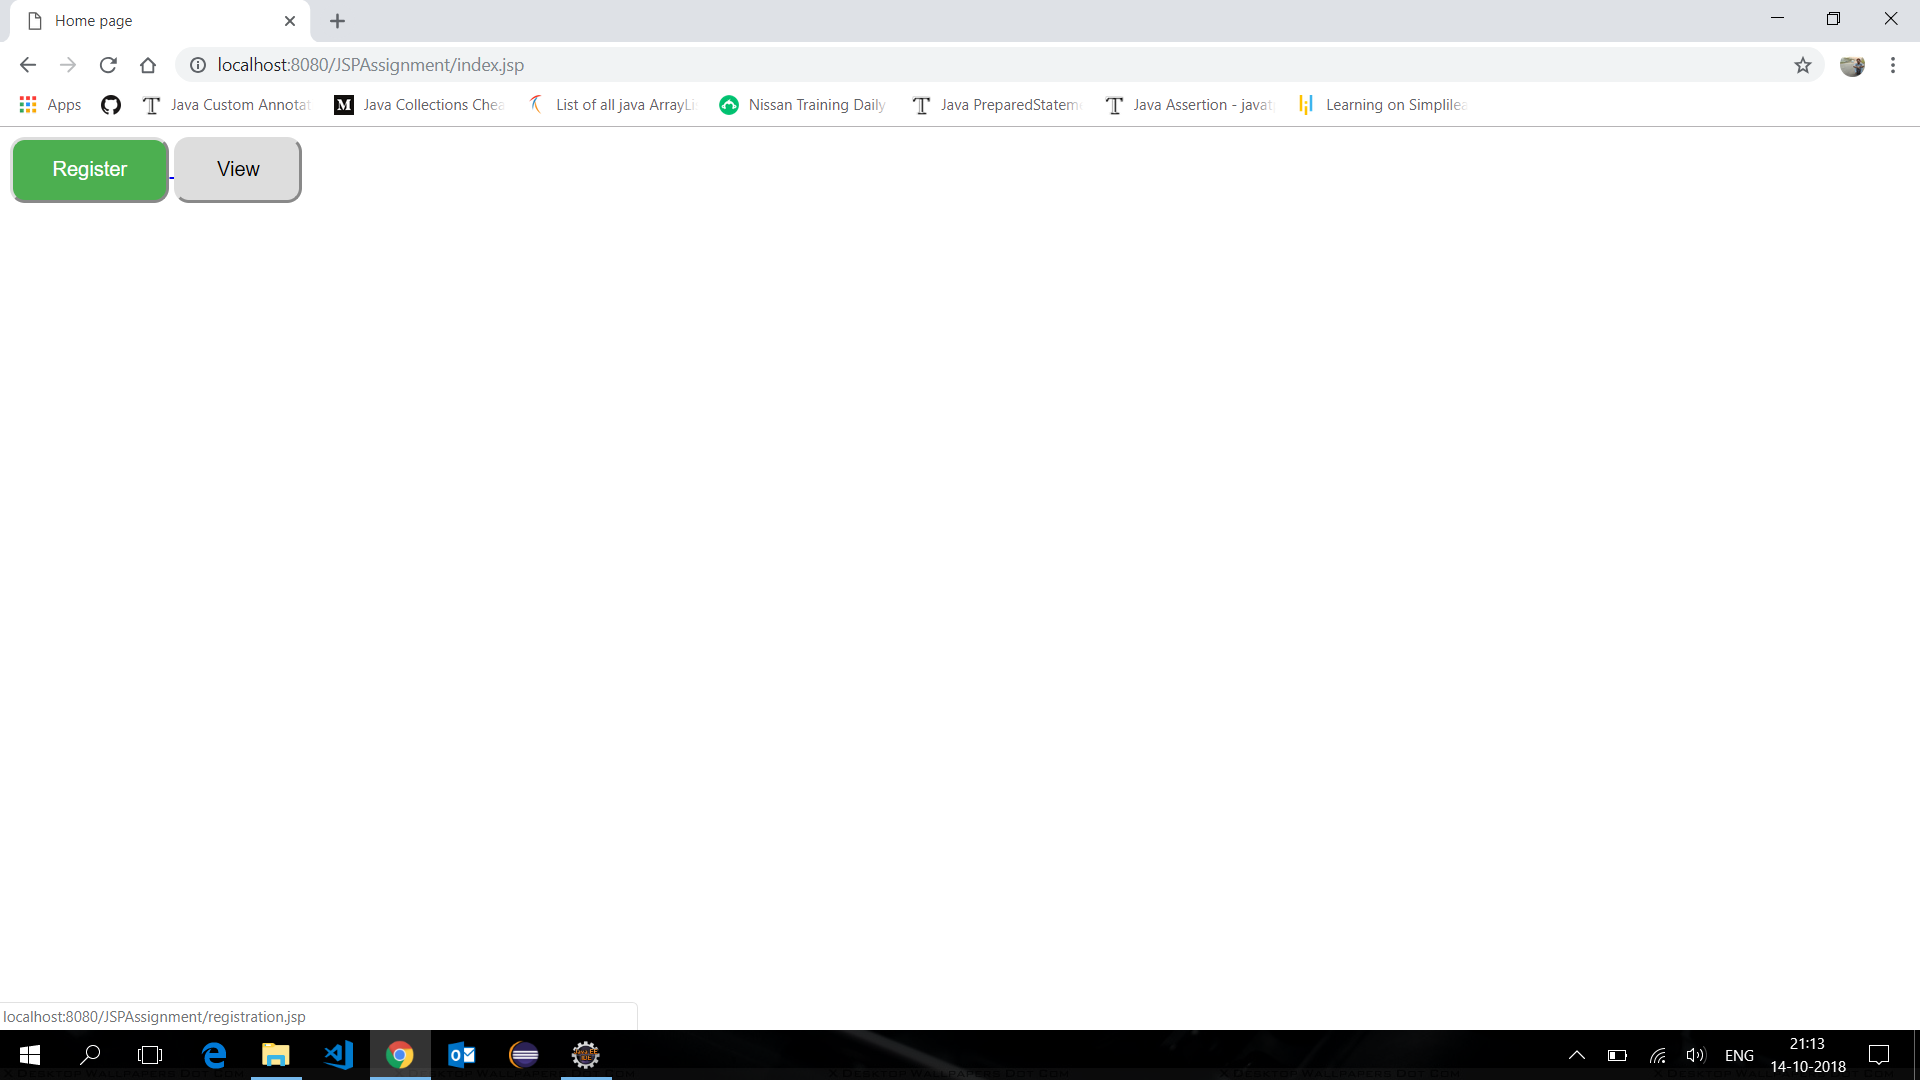 Home page
localhost:8080/JSPAssignment/index.jsp
Apps Java Custom Annotat Java Collections Chea List of all java ArrayLi Nissan Training Daily Java PreparedStatem Java Assertion - javat Learning on Simplilea
Register View
localhost:8080/JSPAssignment/registration.jsp
ENG
21:13
14-10-2018